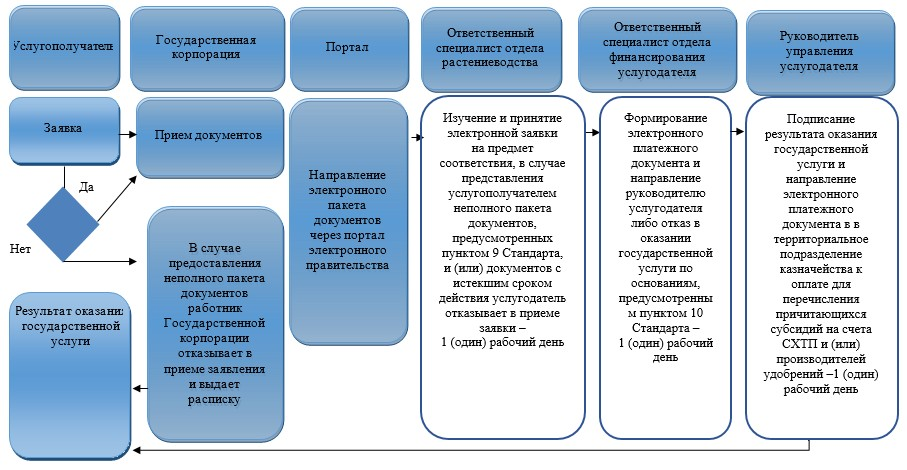 Услугополучатель
Государственная
корпорация
Портал
Ответственный
специалист отдела
растениеводства
Ответственный
специалист отдела
финансирования
услугодателя
Руководитель
управления
услугодателя
Заявка
Да
Нет
Прием документов
В случае
предоставления
неполного пакета
документов
работник
Государственной
корпорации
отказывает в
приеме заявления
и выдает
расписку
Результат оказани
государственной
услуги
Направление
электронного
пакета
документов
через портал
электронного
правительства
Изучение и принятие
электронной заявки
на предмет
соответствия, в случае
представления
услугополучателем
неполного пакета
документов,
предусмотренных
пунктом 9 Стандарта,
и (или) документов с
истекшим сроком
действия услугодатель
отказывает в приеме
заявки –
1 (один) рабочий день
Формирование
электронного
платежного
документа и
направление
руководителю
услугодателя
либо отказ в
оказании
государственной
услуги по
основаниям,
предусмотренны
м пунктом 10
Стандарта –
1 (один) рабочий
день
Подписание
результата оказания
государственной
услуги и
направление
электронного
платежного
документа в в
территориальное
подразделение
казначейства к
оплате для
перечисления
причитающихся
субсидий на счета
СХТП и (или)
производителей
удобрений –1 (один)
рабочий день